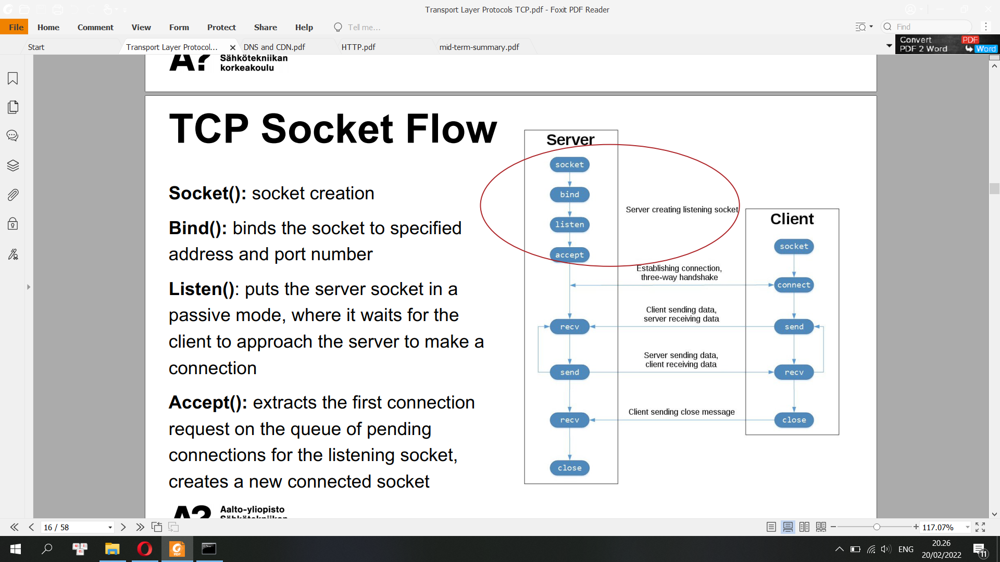 Transport Layer Protocols TCP.pdf - Foxit PDF Reader
File Home Comment View Form Protect Share Help Tell me... Find
Start Transport Layer Protocol... DNS and CDN.pdf HTTP.pdf mid-term-summary.pdf
Convert PDF
PDF 2 Word Word
A?
Sähkötekniikan
korkeakoulu
TCP Socket Flow
Socket(): socket creation
Bind(): binds the socket to specified
address and port number
Listen(): puts the server socket in a
passive mode, where it waits for the
client to approach the server to make a
connection
Accept(): extracts the first connection
request on the queue of pending
connections for the listening socket,
creates a new connected socket
Server
socket
bind
listen
accept
recv
send
recv
close
Server creating listening socket
Establishing connection,
three-way handshake
Client sending data,
server receiving data
Server sending data,
client receiving data
Client sending close message
Client
socket
connect
send
recv
close
A?
Aalto-yliopisto
Sähkötekniikan
16 / 58
117.07%
ENG
20.26
20/02/2022
11